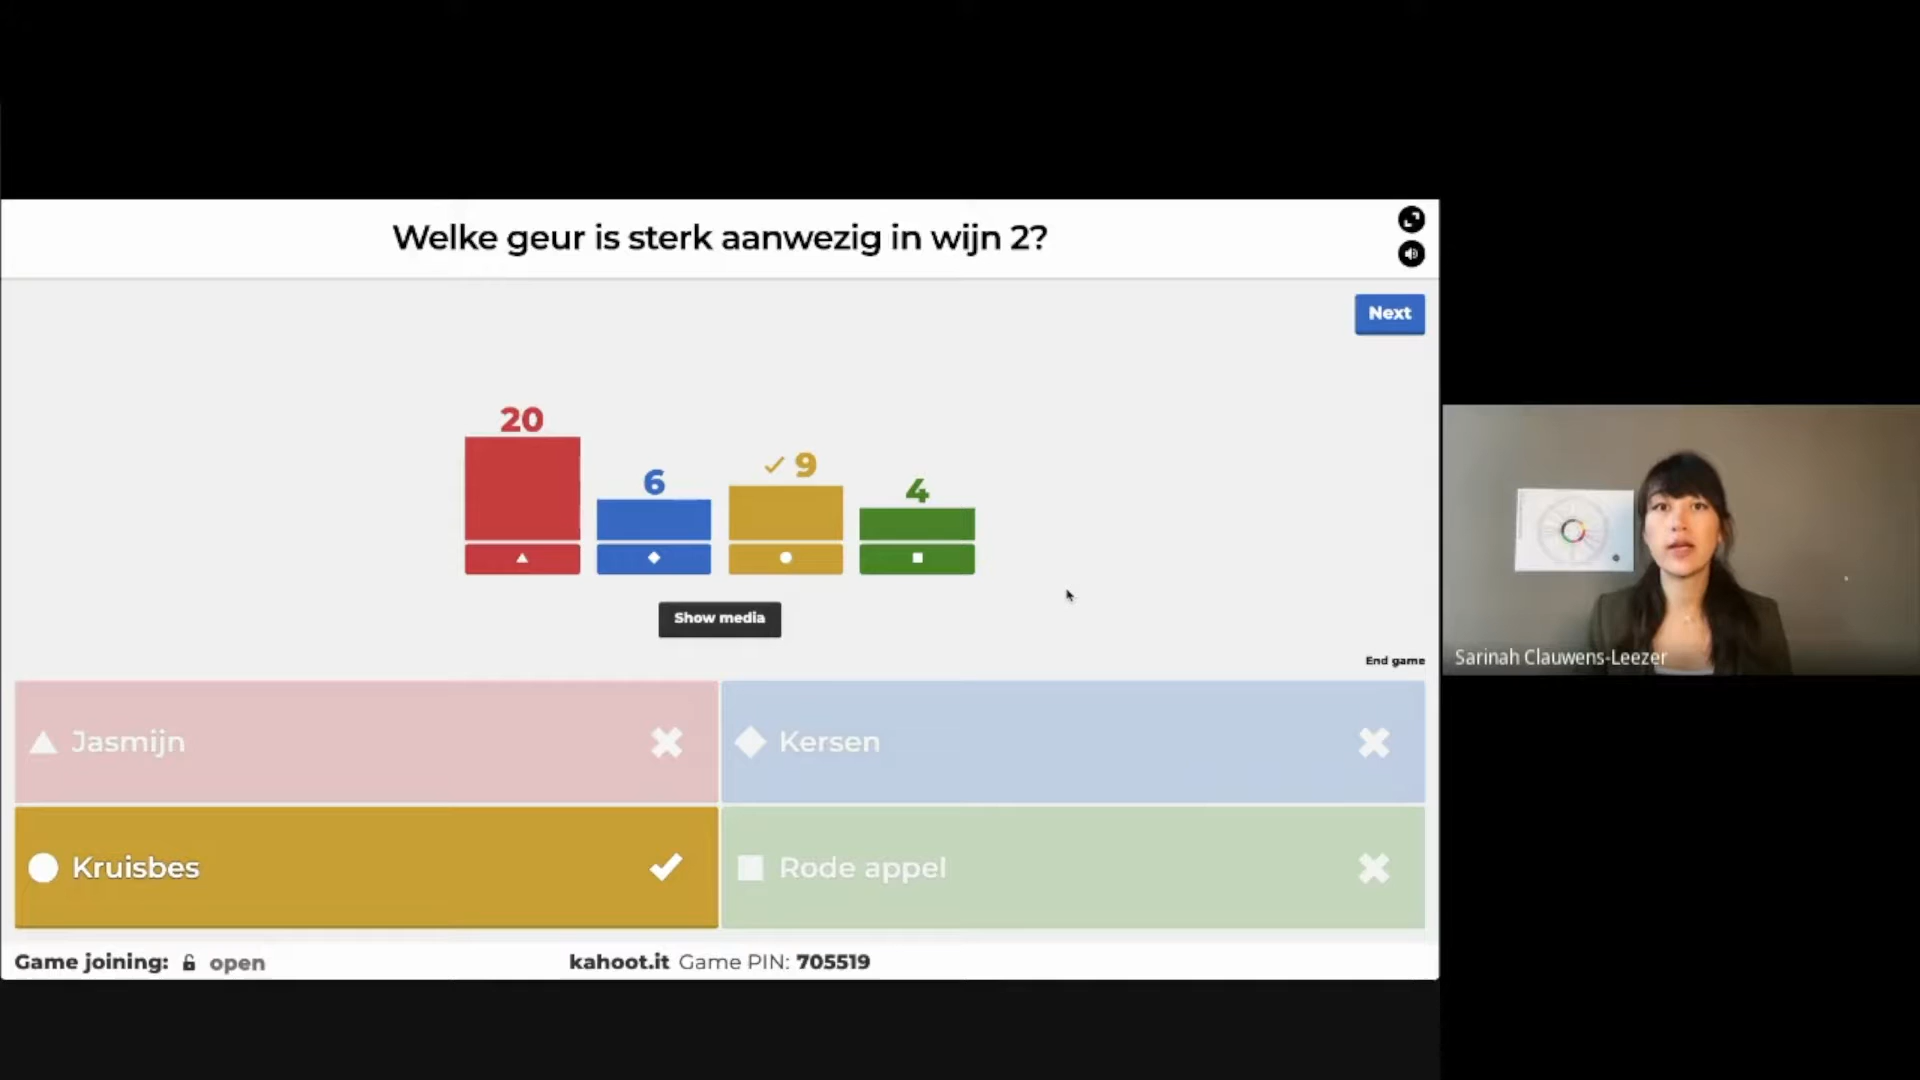 Welke geur is sterk aanwezig in wijn 2?
Next
20
6
9
4
Show media
End game
Jasmijn
Kersen
Kruisbes
Rode appel
Game joining: open
kahoot.it Game PIN: 705519
Sarinah Clauwens-Leezer